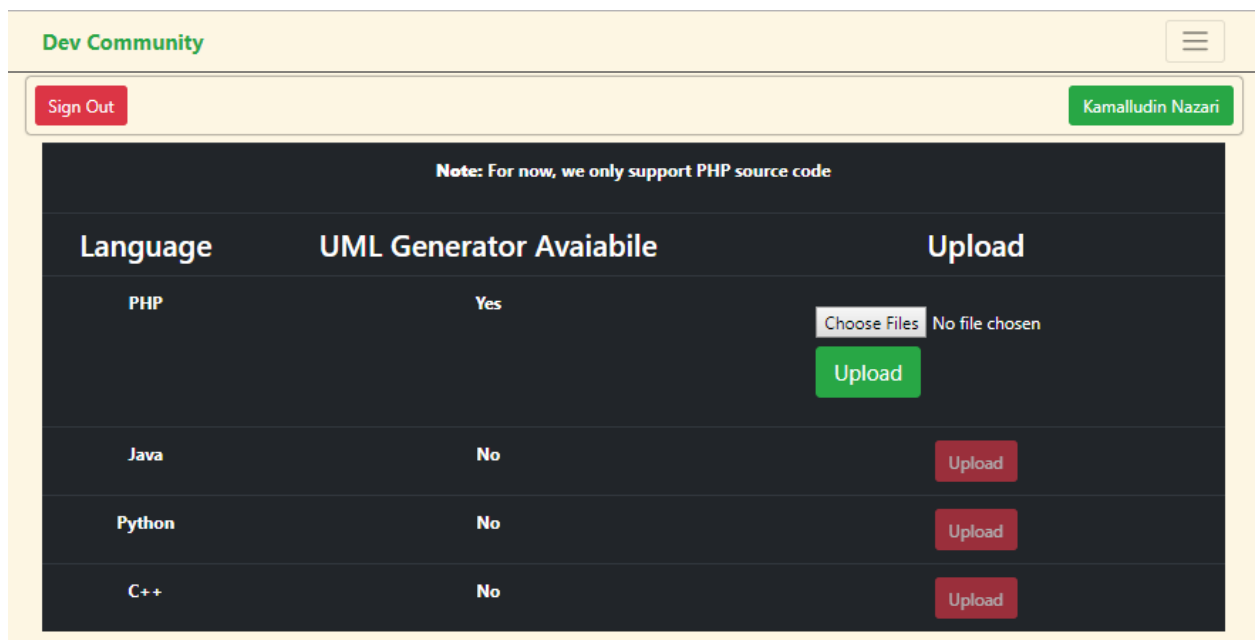 Dev Community
Sign Out
Kamalludin Nazari
Note: For now, we only support PHP source code
Language UML Generator Avaiabile Upload
PHP Yes
Choose Files No file chosen
Upload
Java No Upload
Python No Upload
C++ No Upload